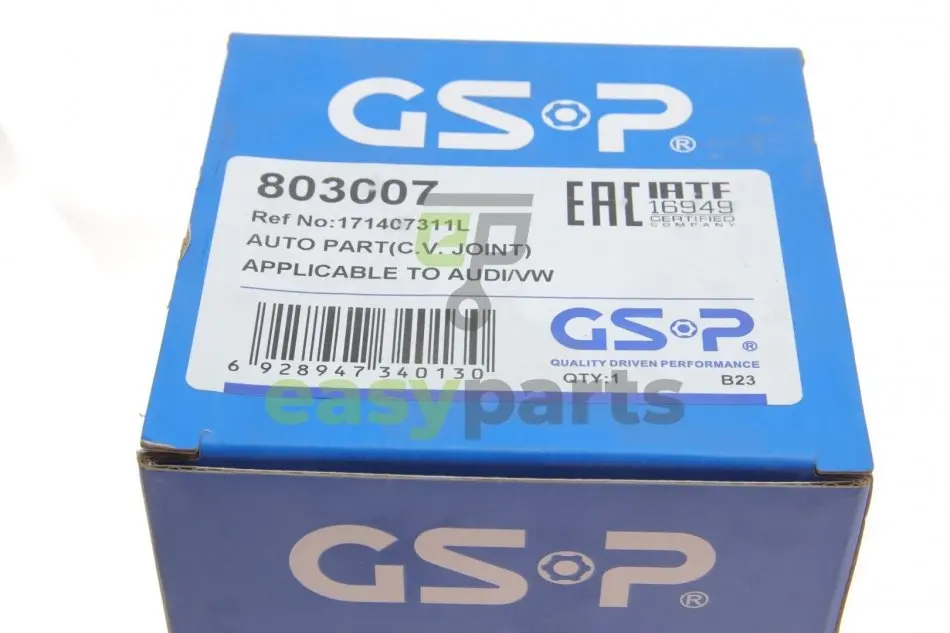 GSP®
803007
Ref No:171407311L
AUTO PART(C.V. JOINT)
APPLICABLE TO AUDI/VW
EAC IATF
16949
CERTIFIED
COMPANY
6 928947 340130
GSP®
QUALITY DRIVEN PERFORMANCE
QTY:1 B23
easyparts
GSP®